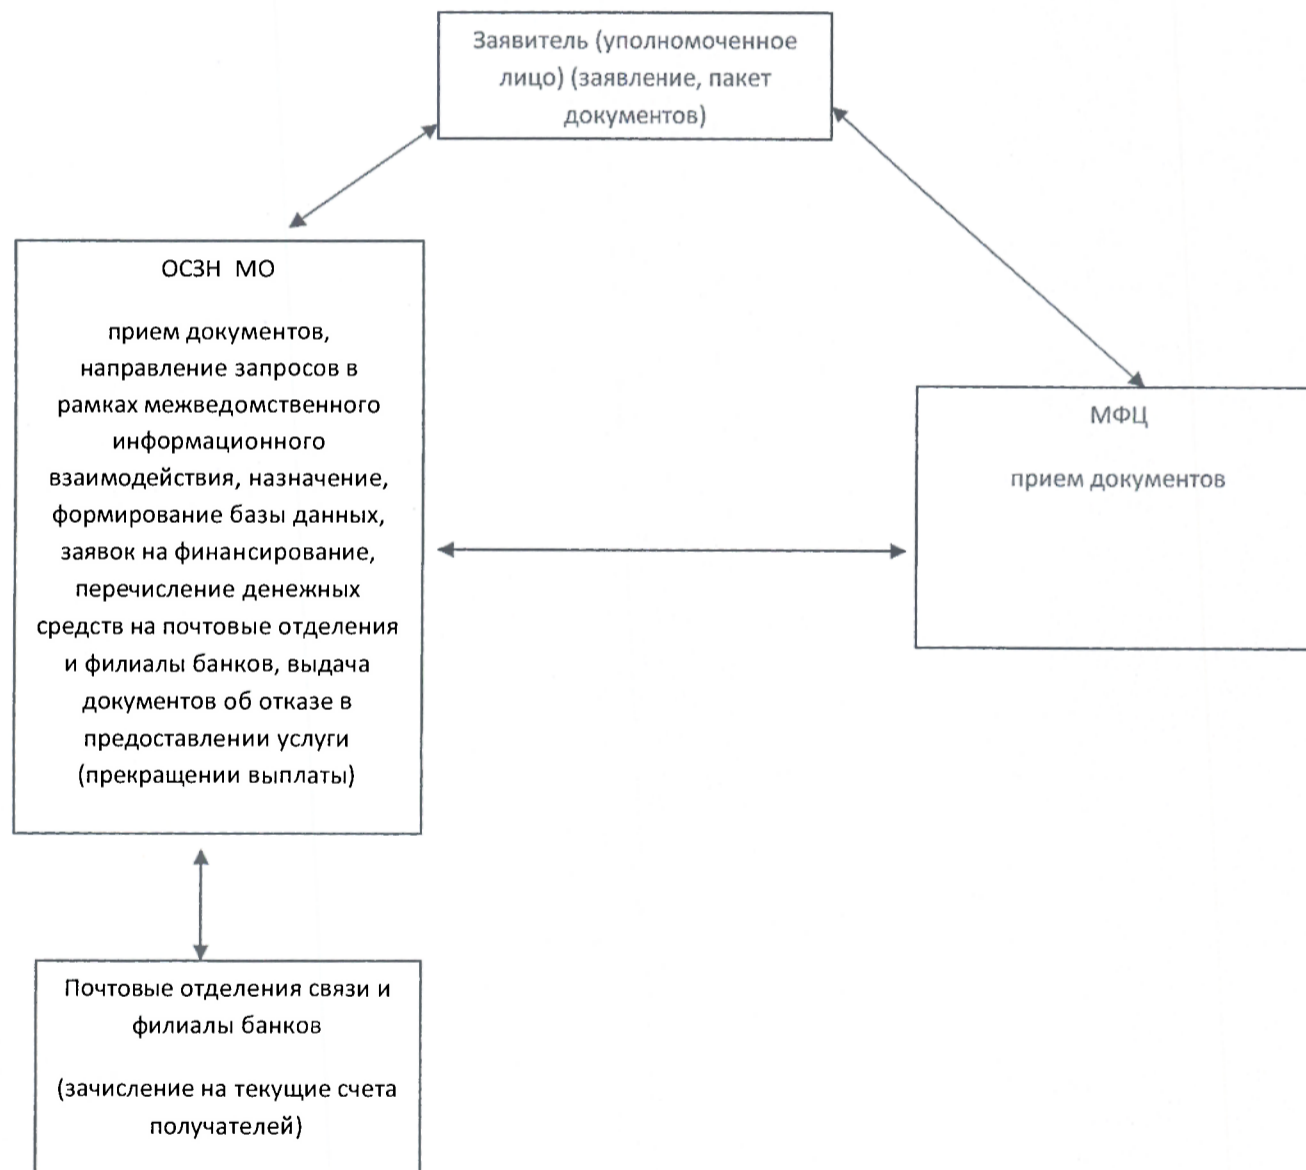 Заявитель (уполномоченное
лицо) (заявление, пакет
документов)
ОСЗН МО
прием документов,
направление запросов в
рамках межведомственного
информационного
взаимодействия, назначение,
формирование базы данных,
заявок на финансирование,
перечисление денежных
средств на почтовые отделения
и филиалы банков, выдача
документов об отказе в
предоставлении услуги
(прекращении выплаты)
МФЦ
прием документов
Почтовые отделения связи и
филиалы банков
(зачисление на текущие счета
получателей)